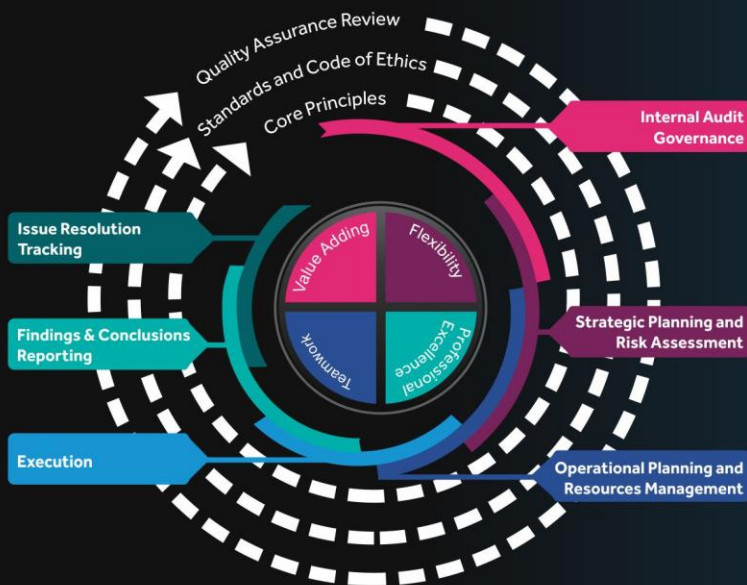 Quality Assurance Review
Standards and Code of Ethics
Core Principles
Internal Audit
Governance
Issue Resolution
Tracking
Value Adding
Flexibility
Findings & Conclusions
Reporting
Strategic Planning and
Risk Assessment
Teamwork
Professional
Excellence
Execution
Operational Planning and
Resources Management